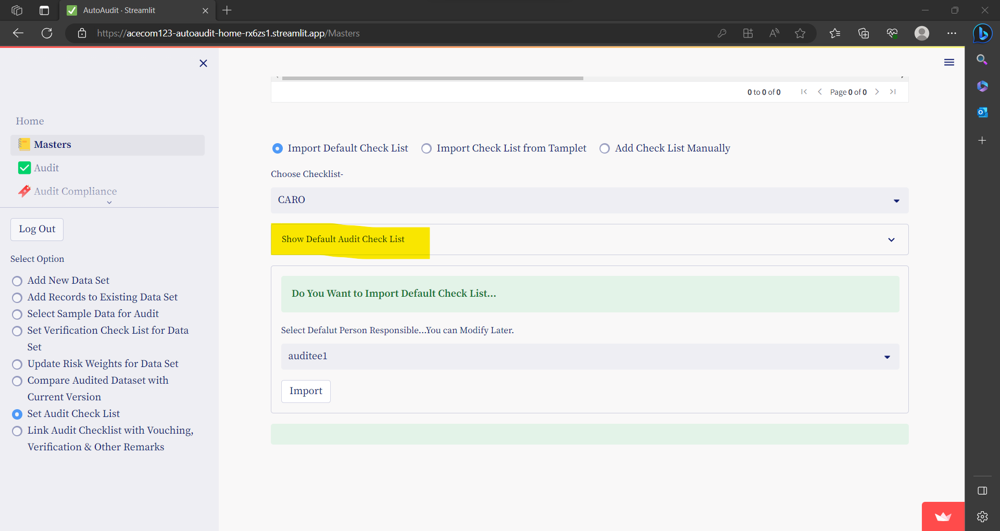 AutoAudit · Streamlit
https://acecom123-autoaudit-home-rx6zs1.streamlit.app/Masters
Home
Masters
Audit
Audit Compliance
Log Out
Select Option
Add New Data Set
Add Records to Existing Data Set
Select Sample Data for Audit
Set Verification Check List for Data
Set
Update Risk Weights for Data Set
Compare Audited Dataset with
Current Version
Set Audit Check List
Link Audit Checklist with Vouching,
Verification & Other Remarks
0 to 0 of 0 Page 0 of 0
Import Default Check List Import Check List from Tamplet Add Check List Manually
Choose Checklist-
CARO
Show Default Audit Check List
Do You Want to Import Default Check List...
Select Defalut Person Responsible...You can Modify Later.
auditee1
Import